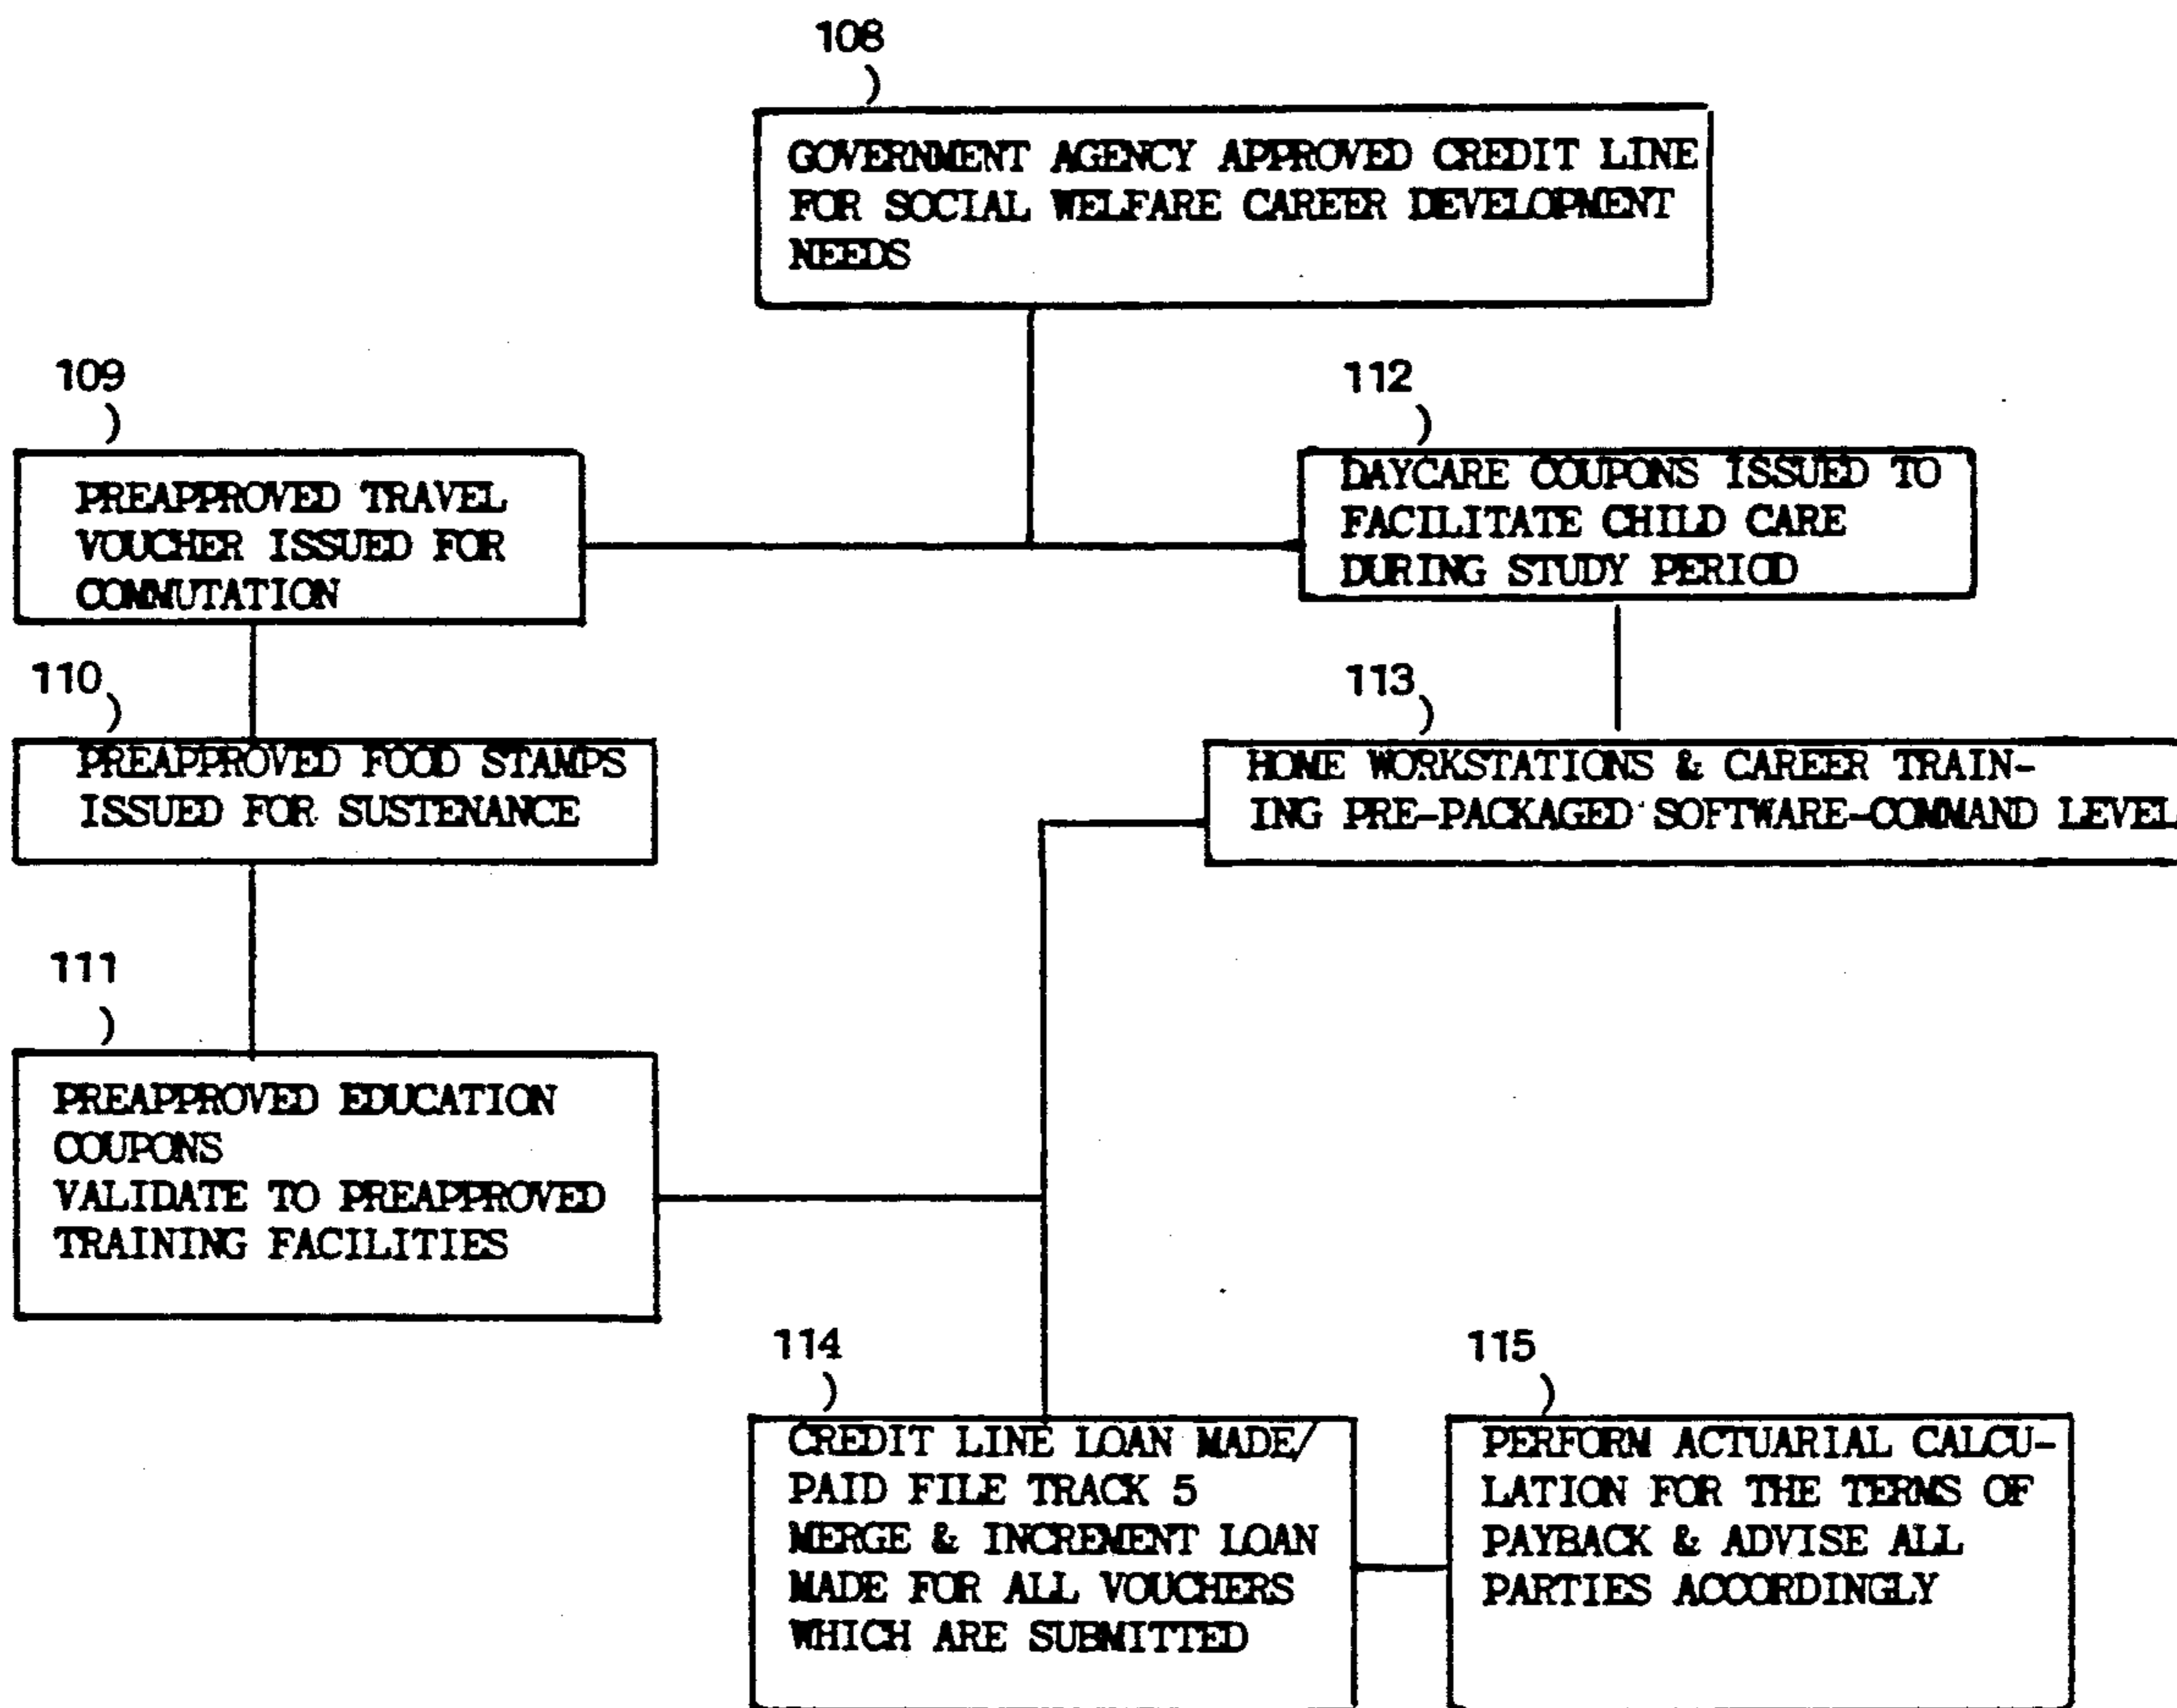 108
GOVERNMENT AGENCY APPROVED CREDIT LINE
FOR SOCIAL WELFARE CAREER DEVELOPMENT
NEEDS
109
PREAPPROVED TRAVEL
VOUCHER ISSUED FOR
COMMUTATION
112
DAYCARE COUPONS ISSUED TO
FACILITATE CHILD CARE
DURING STUDY PERIOD
110
PREAPPROVED FOOD STAMPS
ISSUED FOR SUSTENANCE
113
HOME WORKSTATIONS & CAREER TRAIN-
ING PRE-PACKAGED SOFTWARE-COMMAND LEVEL
111
PREAPPROVED EDUCATION
COUPONS
VALIDATE TO PREAPPROVED
TRAINING FACILITIES
114
CREDIT LINE LOAN MADE/
PAID FILE TRACK 5
MERGE & INCREMENT LOAN
MADE FOR ALL VOUCHERS
WHICH ARE SUBMITTED
115
PERFORM ACTUARIAL CALCU-
LATION FOR THE TERMS OF
PAYBACK & ADVISE ALL
PARTIES ACCORDINGLY